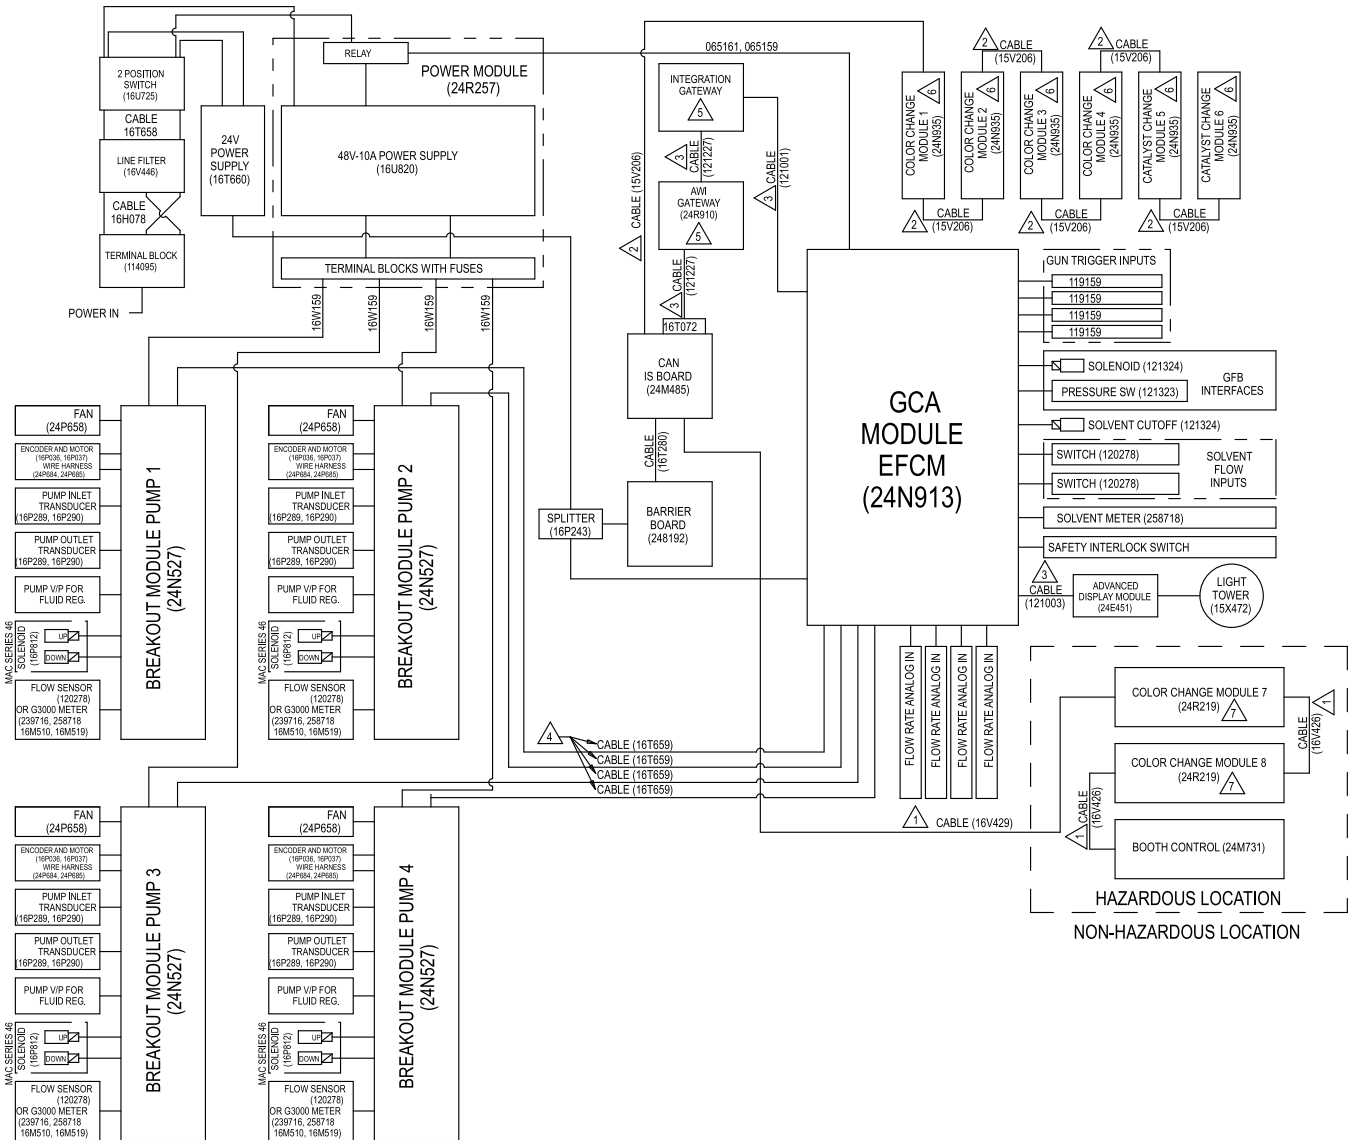 2 POSITION
SWITCH
(16U725)
CABLE
16T658
LINE FILTER
(16V446)
CABLE
16H078
TERMINAL BLOCK
(114095)
POWER IN
24V
POWER
SUPPLY
(16T660)
RELAY
POWER MODULE
(24R257)
48V-10A POWER SUPPLY
(16U820)
TERMINAL BLOCKS WITH FUSES
16W159
16W159
16W159
16W159
065161, 065159
INTEGRATION
GATEWAY
5
3
CABLE
(121227)
3
CABLE
(121001)
AWI
GATEWAY
(24R910)
5
2
CABLE (15V206)
3
CABLE
(121227)
16T072
CAN
IS BOARD
(24M485)
CABLE
(16T280)
SPLITTER
(16P243)
BARRIER
BOARD
(248192)
2
CABLE
(15V206)
2
CABLE
(15V206)
COLOR CHANGE
MODULE 1
(24N935)
6
COLOR CHANGE
MODULE 2
(24N935)
6
COLOR CHANGE
MODULE 3
(24N935)
6
COLOR CHANGE
MODULE 4
(24N935)
6
CATALYST CHANGE
MODULE 5
(24N935)
6
CATALYST CHANGE
MODULE 6
(24N935)
6
2
CABLE
(15V206)
2
CABLE
(15V206)
2
CABLE
(15V206)
GCA
MODULE
EFCM
(24N913)
GUN TRIGGER INPUTS
119159
119159
119159
119159
SOLENOID (121324)
PRESSURE SW (121323)
GFB
INTERFACES
SOLVENT CUTOFF (121324)
SWITCH (120278)
SWITCH (120278)
SOLVENT
FLOW
INPUTS
SOLVENT METER (258718)
SAFETY INTERLOCK SWITCH
3
CABLE
(121003)
ADVANCED
DISPLAY MODULE
(24E451)
LIGHT
TOWER
(15X472)
FLOW RATE ANALOG IN
FLOW RATE ANALOG IN
FLOW RATE ANALOG IN
FLOW RATE ANALOG IN
4
CABLE (16T659)
CABLE (16T659)
CABLE (16T659)
CABLE (16T659)
1
CABLE (16V429)
COLOR CHANGE MODULE 7
(24R219)
7
1
CABLE
(16V426)
COLOR CHANGE MODULE 8
(24R219)
7
1
CABLE
(16V426)
BOOTH CONTROL (24M731)
HAZARDOUS LOCATION
NON-HAZARDOUS LOCATION
FAN
(24P658)
ENCODER AND MOTOR
(16P036, 16P037)
WIRE HARNESS
(24P684, 24P685)
PUMP INLET
TRANSDUCER
(16P289, 16P290)
PUMP OUTLET
TRANSDUCER
(16P289, 16P290)
PUMP V/P FOR
FLUID REG.
MAC SERIES 46
SOLENOID
(16P812)
UP
DOWN
FLOW SENSOR
(120278)
OR G3000 METER
(239716, 258718
16M510, 16M519)
BREAKOUT MODULE PUMP 1
(24N527)
FAN
(24P658)
ENCODER AND MOTOR
(16P036, 16P037)
WIRE HARNESS
(24P684, 24P685)
PUMP INLET
TRANSDUCER
(16P289, 16P290)
PUMP OUTLET
TRANSDUCER
(16P289, 16P290)
PUMP V/P FOR
FLUID REG.
MAC SERIES 46
SOLENOID
(16P812)
UP
DOWN
FLOW SENSOR
(120278)
OR G3000 METER
(239716, 258718
16M510, 16M519)
BREAKOUT MODULE PUMP 2
(24N527)
FAN
(24P658)
ENCODER AND MOTOR
(16P036, 16P037)
WIRE HARNESS
(24P684, 24P685)
PUMP INLET
TRANSDUCER
(16P289, 16P290)
PUMP OUTLET
TRANSDUCER
(16P289, 16P290)
PUMP V/P FOR
FLUID REG.
MAC SERIES 46
SOLENOID
(16P812)
UP
DOWN
FLOW SENSOR
(120278)
OR G3000 METER
(239716, 258718
16M510, 16M519)
BREAKOUT MODULE PUMP 3
(24N527)
FAN
(24P658)
ENCODER AND MOTOR
(16P036, 16P037)
WIRE HARNESS
(24P684, 24P685)
PUMP INLET
TRANSDUCER
(16P289, 16P290)
PUMP OUTLET
TRANSDUCER
(16P289, 16P290)
PUMP V/P FOR
FLUID REG.
MAC SERIES 46
SOLENOID
(16P812)
UP
DOWN
FLOW SENSOR
(120278)
OR G3000 METER
(239716, 258718
16M510, 16M519)
BREAKOUT MODULE PUMP 4
(24N527)